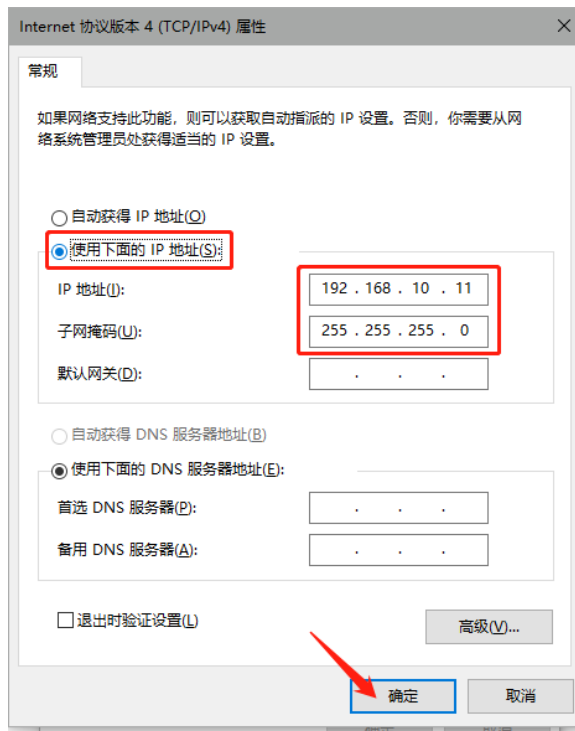 Internet 协议版本 4 (TCP/IPv4) 属性
常规
如果网络支持此功能，则可以获取自动指派的 IP 设置。否则，你需要从网
络系统管理员处获得适当的 IP 设置。
自动获得 IP 地址(O)
使用下面的 IP 地址(S):
IP 地址(I):
192 . 168 . 10 . 11
子网掩码(U):
255 . 255 . 255 . 0
默认网关(D):
. . .
自动获得 DNS 服务器地址(B)
使用下面的 DNS 服务器地址(E):
首选 DNS 服务器(P):
. . .
备用 DNS 服务器(A):
. . .
退出时验证设置(L)
高级(V)...
确定
取消